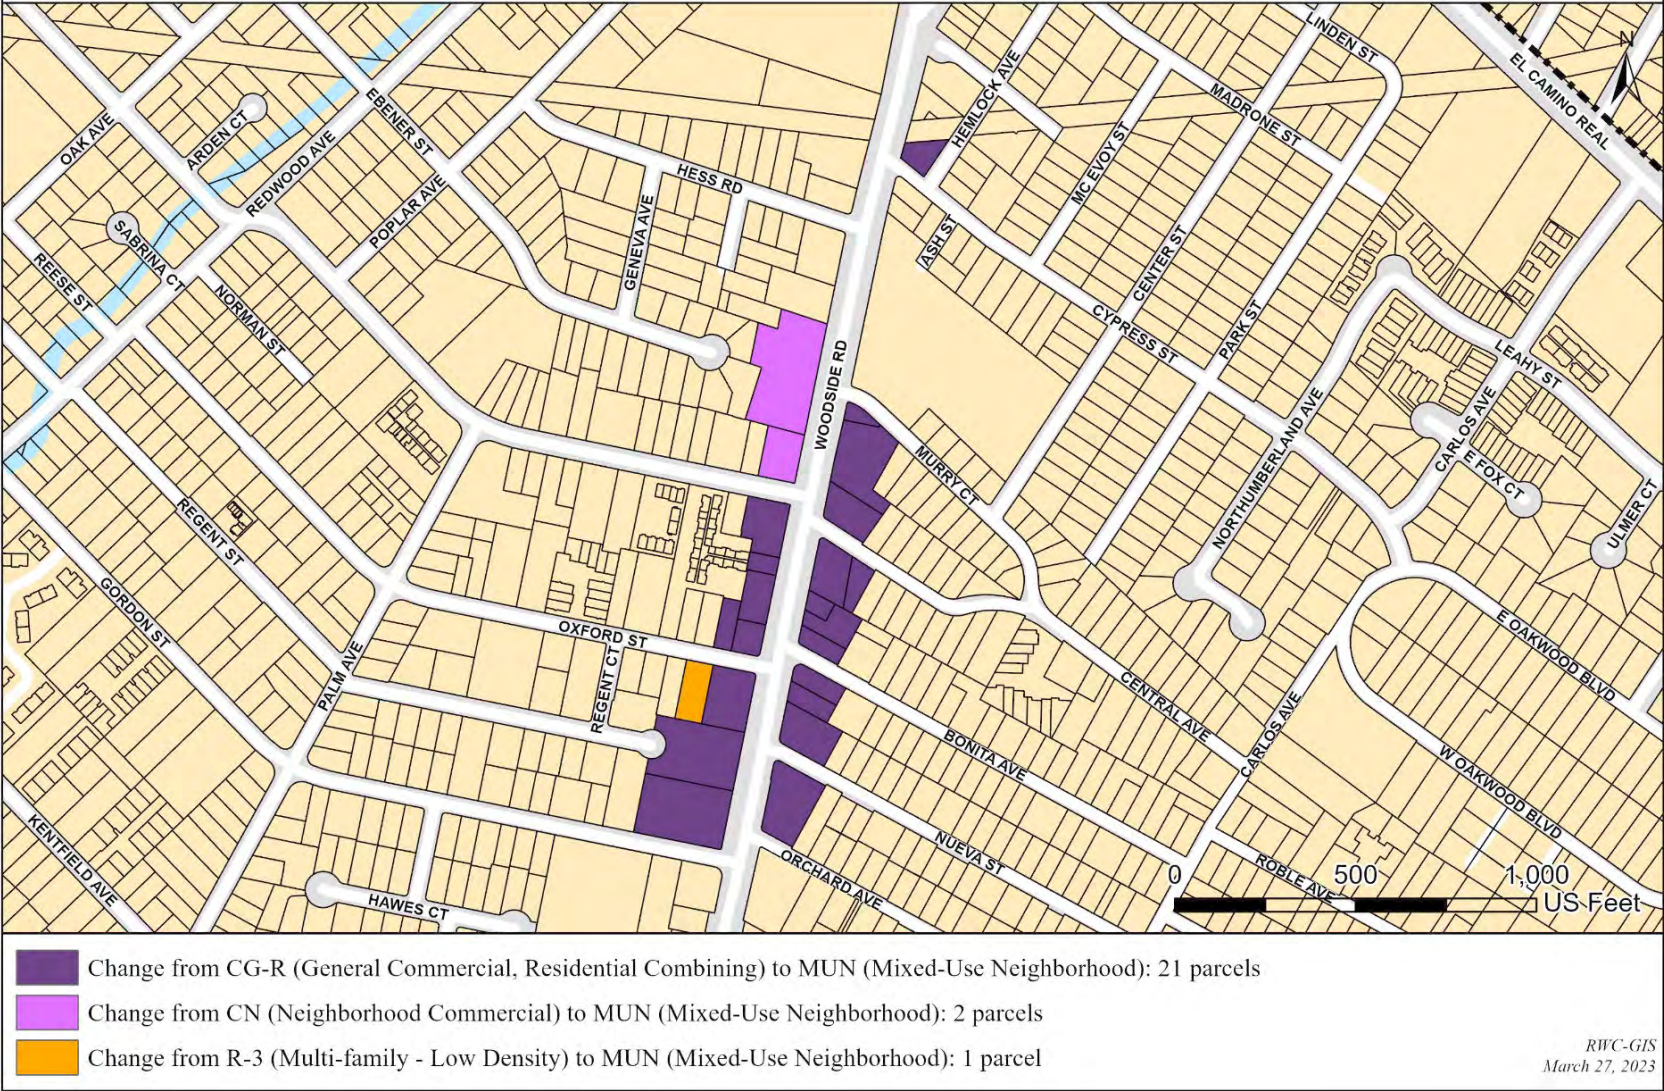 LINDEN ST
EL CAMINO REAL
N
HEMLOCK AVE
MADRONE ST
EBENER ST
ARDEN CT
OAK AVE
REDWOOD AVE
MC EVOY ST
HESS RD
POPLAR AVE
GENEVA AVE
ASH ST
SABRINA CT
REESE ST
NORMAN ST
CENTER ST
CYPRESS ST
PARK ST
WOODSIDE RD
LEAHY ST
MURRY CT
NORTHUMBERLAND AVE
CARLOS AVE
E FOX CT
ULMER CT
REGENT ST
GORDON ST
OXFORD ST
PALM AVE
REGENT CT
E OAKWOOD BLVD
CENTRAL AVE
CARLOS AVE
BONITA AVE
W OAKWOOD BLVD
KENTFIELD AVE
NUEVA ST
ORCHARD AVE
ROBLE AVE
HAWES CT
0 500 1,000
US Feet
Change from CG-R (General Commercial, Residential Combining) to MUN (Mixed-Use Neighborhood): 21 parcels
Change from CN (Neighborhood Commercial) to MUN (Mixed-Use Neighborhood): 2 parcels
Change from R-3 (Multi-family - Low Density) to MUN (Mixed-Use Neighborhood): 1 parcel
RWC-GIS
March 27, 2023